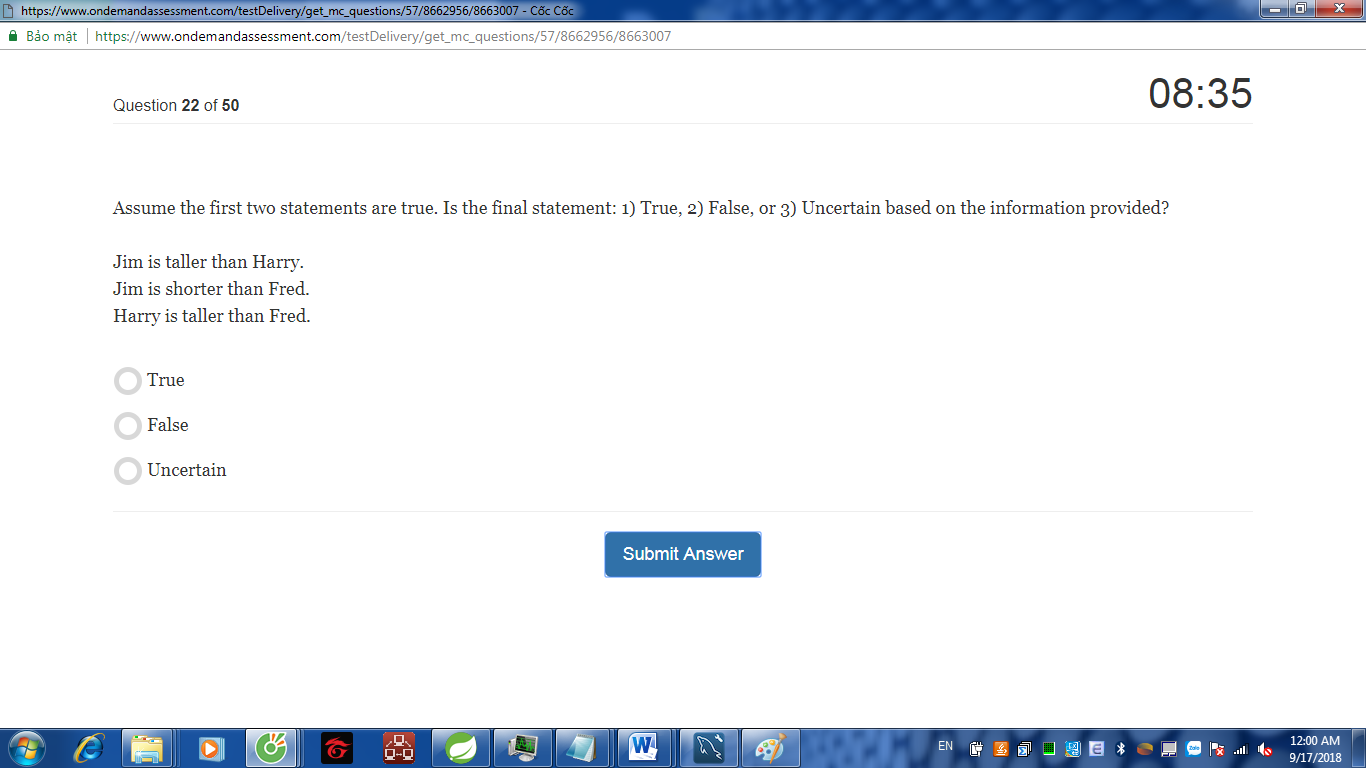 https://www.ondemandassessment.com/testDelivery/get_mc_questions/57/8662956/8663007 - Cốc Cốc
Bảo mật | https://www.ondemandassessment.com/testDelivery/get_mc_questions/57/8662956/8663007
Question 22 of 50
08:35
Assume the first two statements are true. Is the final statement: 1) True, 2) False, or 3) Uncertain based on the information provided?
Jim is taller than Harry.
Jim is shorter than Fred.
Harry is taller than Fred.
True
False
Uncertain
Submit Answer
EN
12:00 AM
9/17/2018